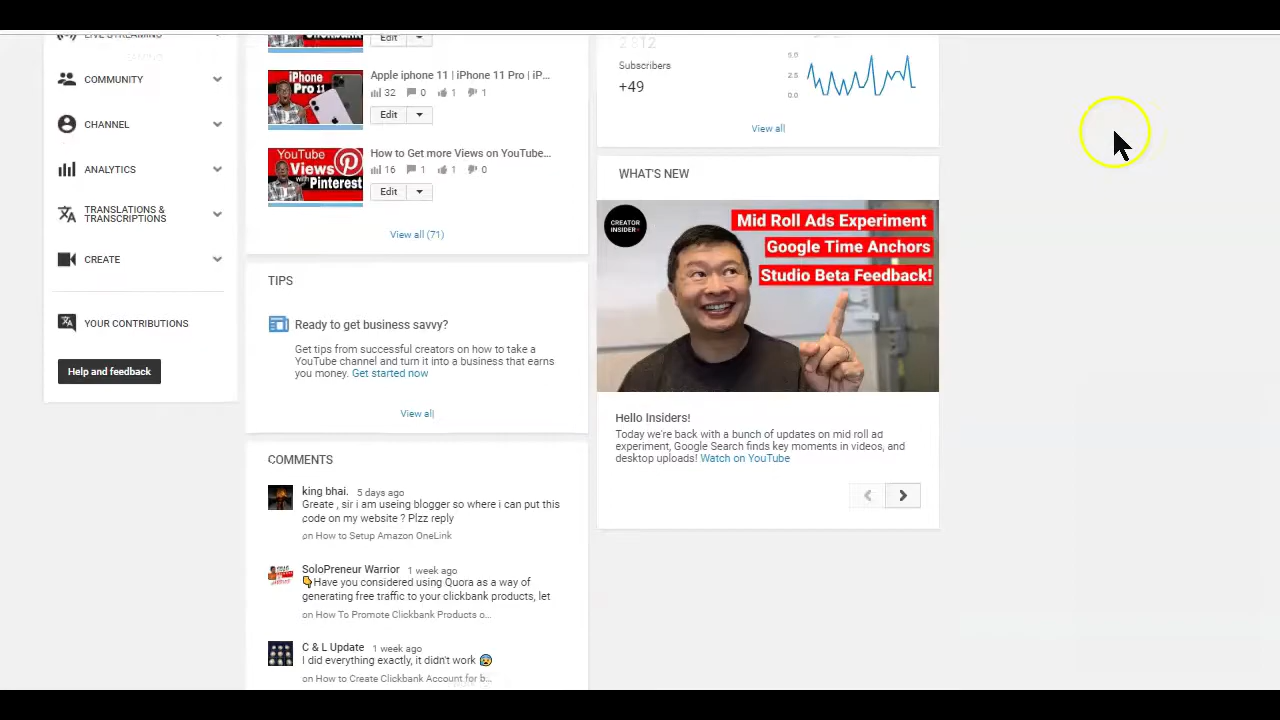 COMMUNITY
CHANNEL
ANALYTICS
TRANSLATIONS &
TRANSCRIPTIONS
CREATE
YOUR CONTRIBUTIONS
Help and feedback
Edit
iPhone
Pro 11
Apple iphone 11 | iPhone 11 Pro | iP...
32 0 1 1
Edit
YouTube
Views
with Pinterest
How to Get more Views on YouTube...
16 1 1 0
Edit
View all (71)
TIPS
Ready to get business savvy?
Get tips from successful creators on how to take a
YouTube channel and turn it into a business that earns
you money. Get started now
View all
COMMENTS
king bhai. 5 days ago
Greate , sir i am useing blogger so where i can put this
code on my website ? Plzz reply
on How to Setup Amazon OneLink
SoloPreneur Warrior 1 week ago
👇Have you considered using Quora as a way of
generating free traffic to your clickbank products, let
on How To Promote Clickbank Products o...
C & L Update 1 week ago
I did everything exactly, it didn't work 😰
on How to Create Clickbank Account for b...
Subscribers
+49
5.0
2.5
0.0
View all
WHAT'S NEW
CREATOR
INSIDER
Mid Roll Ads Experiment
Google Time Anchors
Studio Beta Feedback!
Hello Insiders!
Today we're back with a bunch of updates on mid roll ad
experiment, Google Search finds key moments in videos, and
desktop uploads! Watch on YouTube